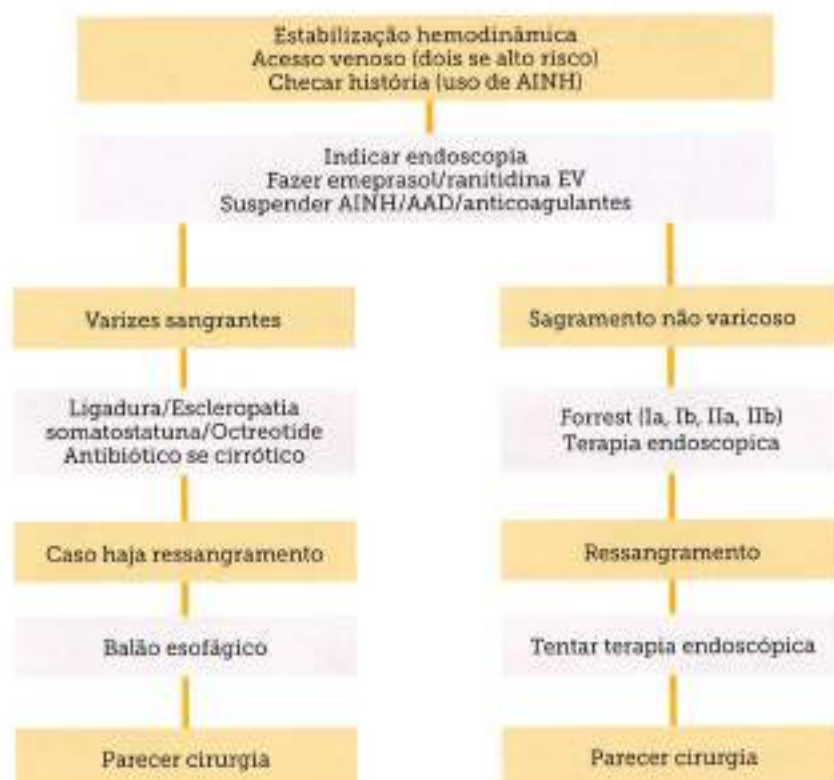 Estabilização hemodinâmica
Acesso venoso (dois se alto risco)
Checar história (uso de AINH)
Indicar endoscopia
Fazer emeprasol/ranitidina EV
Suspender AINH/AAD/anticoagulantes
Varizes sangrantes
Sagramento não varicoso
Ligadura/Escleropatia
somatostatuna/Octreotide
Antibiótico se cirrótico
Forrest (Ia, Ib, IIa, IIb)
Terapia endoscopica
Caso haja ressangramento
Ressangramento
Balão esofágico
Tentar terapia endoscópica
Parecer cirurgia
Parecer cirurgia